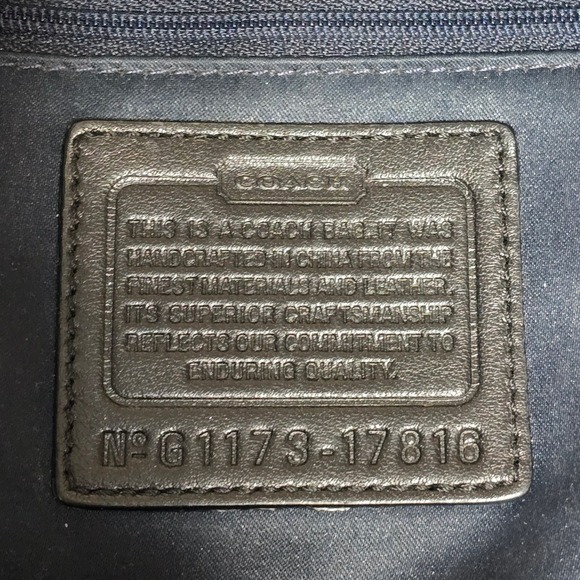 COACH
THIS IS A COACH BAG. IT WAS
HANDCRAFTED IN CHINA FROM THE
FINEST MATERIALS AND LEATHER.
ITS SUPERIOR CRAFTSMANSHIP
REFLECTS OUR COMMITMENT TO
ENDURING QUALITY.
Nº G1173-17816